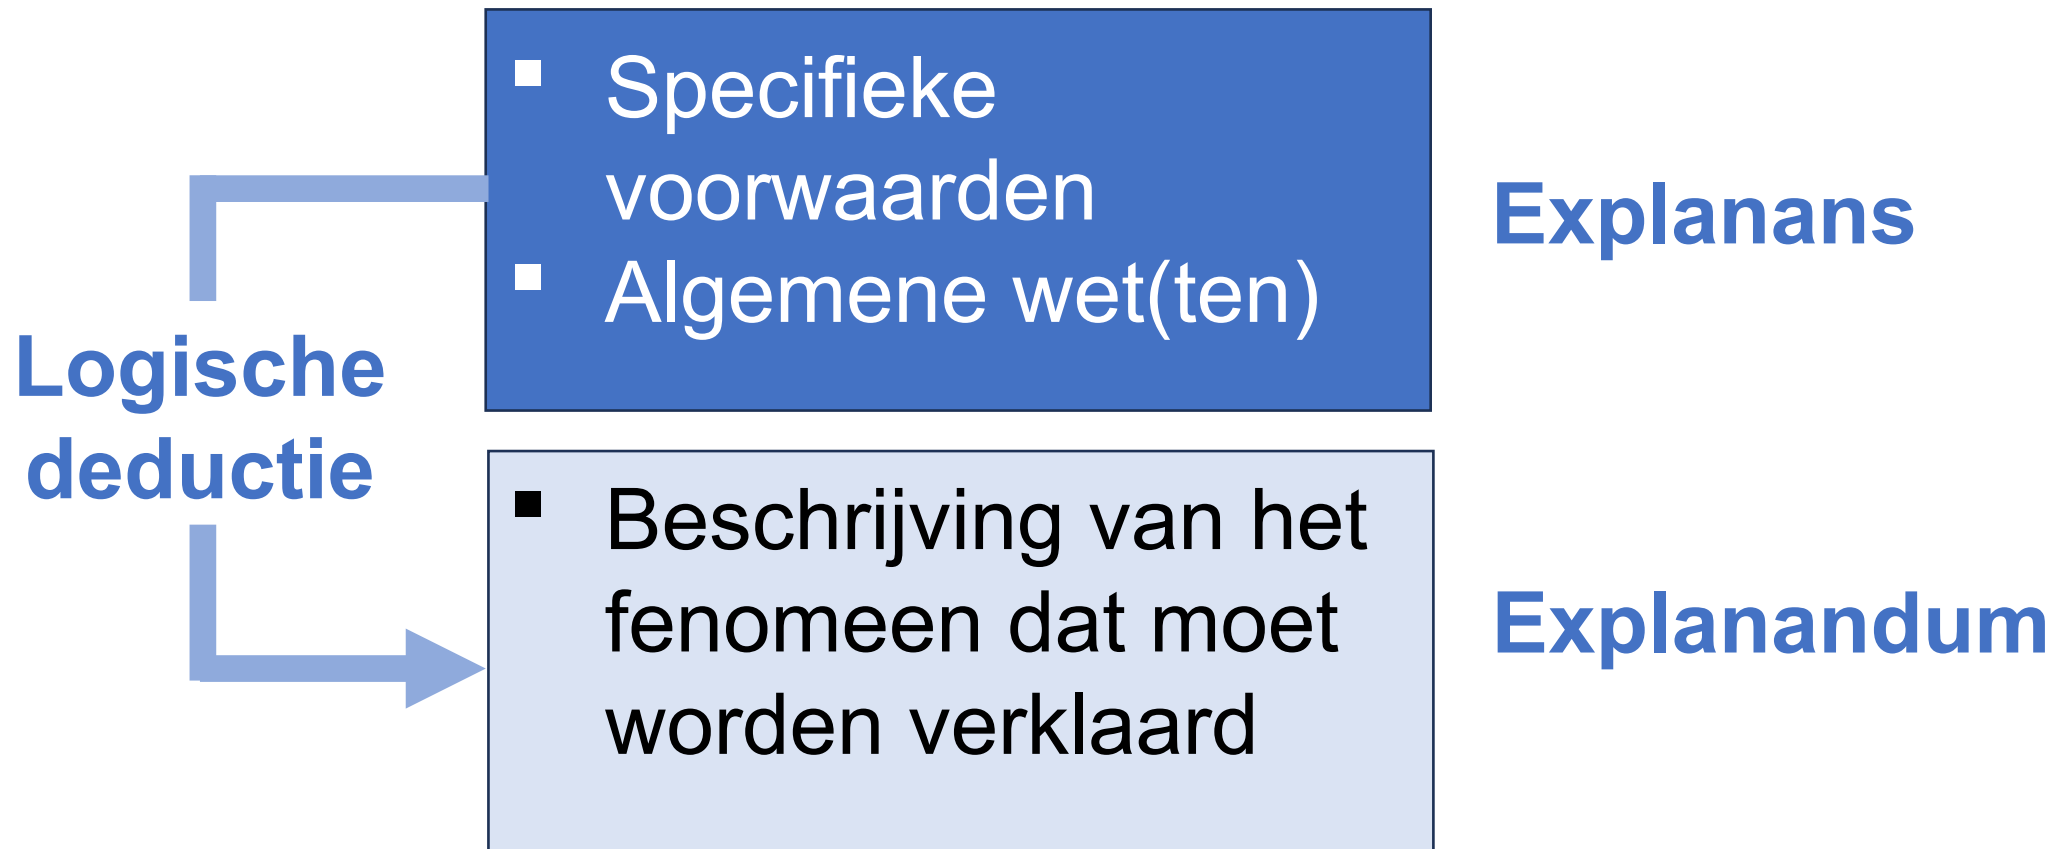 ▪ Specifieke
voorwaarden
▪ Algemene wet(ten)
Explanans
Logische
deductie
▪ Beschrijving van het
fenomeen dat moet
worden verklaard
Explanandum